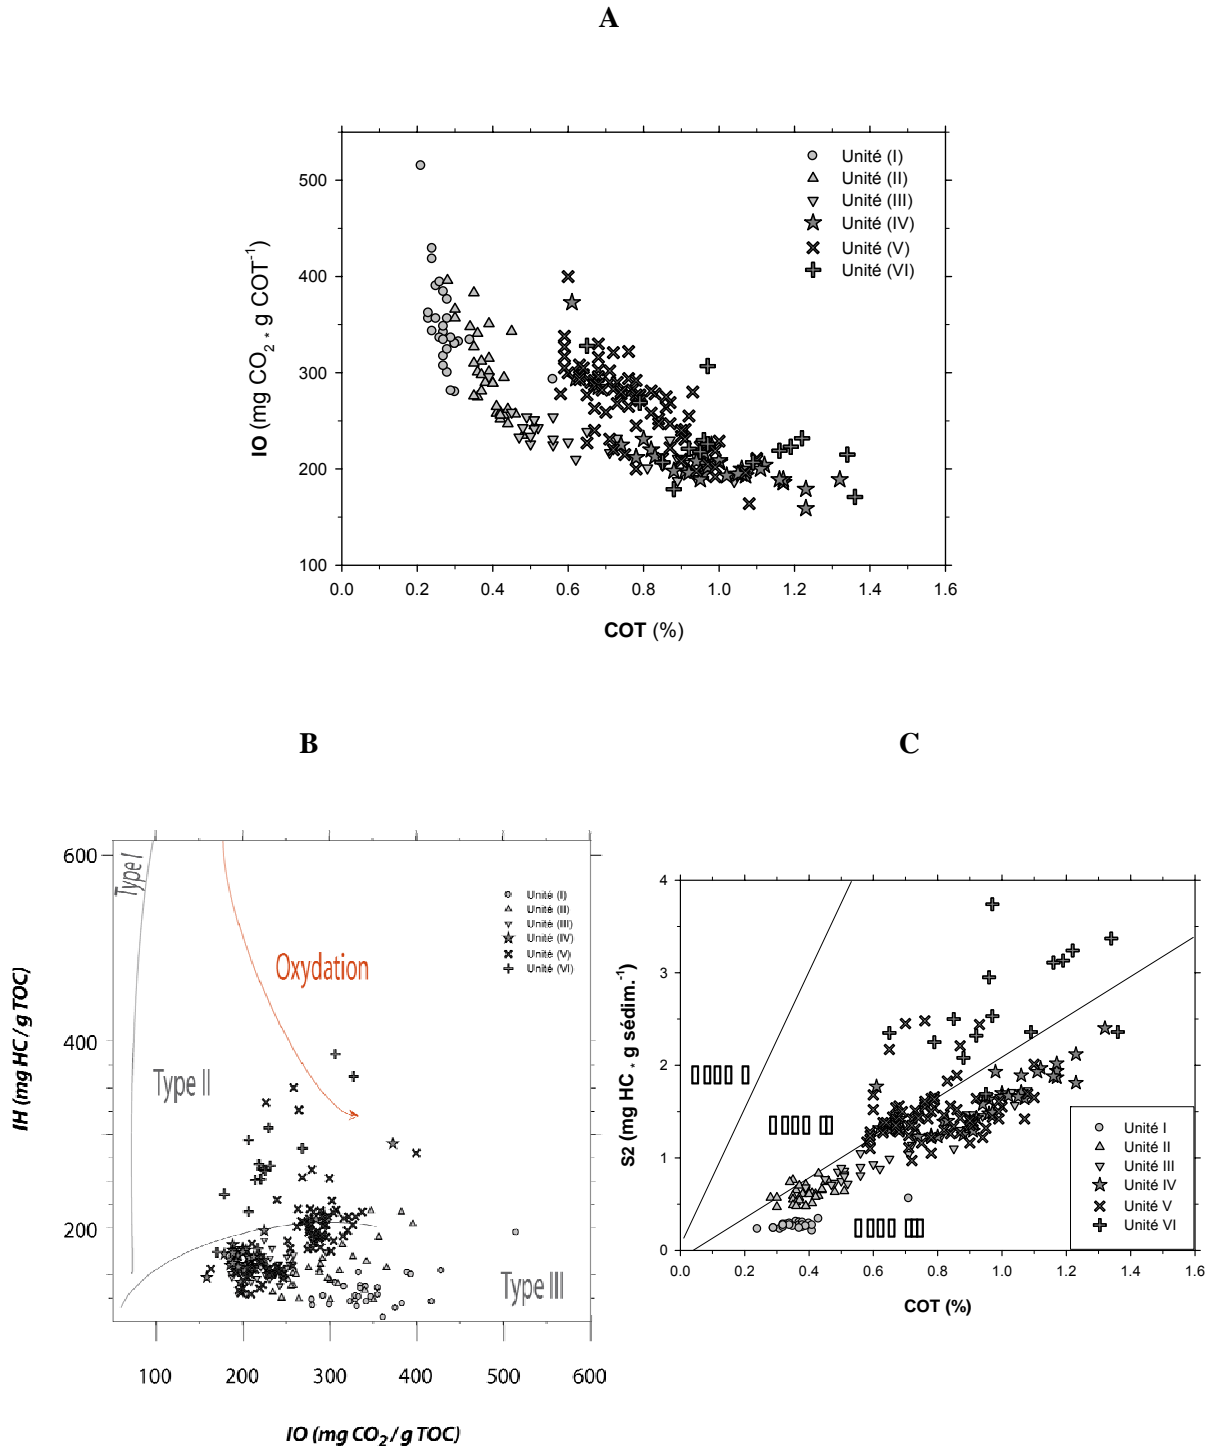 A
IO (mg CO2 * g COT-1)
500
400
300
200
100
Unité (I)
Unité (II)
Unité (III)
Unité (IV)
Unité (V)
Unité (VI)
0.0 0.2 0.4 0.6 0.8 1.0 1.2 1.4 1.6
COT (%)
B
IH (mg HC / g TOC)
600
400
200
Type I
Type II
Oxydation
Type III
Unité (I)
Unité (II)
Unité (III)
Unité (IV)
Unité (V)
Unité (VI)
100 200 300 400 500 600
IO (mg CO2 / g TOC)
C
S2 (mg HC * g sédim.-1)
4
3
2
1
0
Unité I
Unité II
Unité III
Unité IV
Unité V
Unité VI
0.0 0.2 0.4 0.6 0.8 1.0 1.2 1.4 1.6
COT (%)